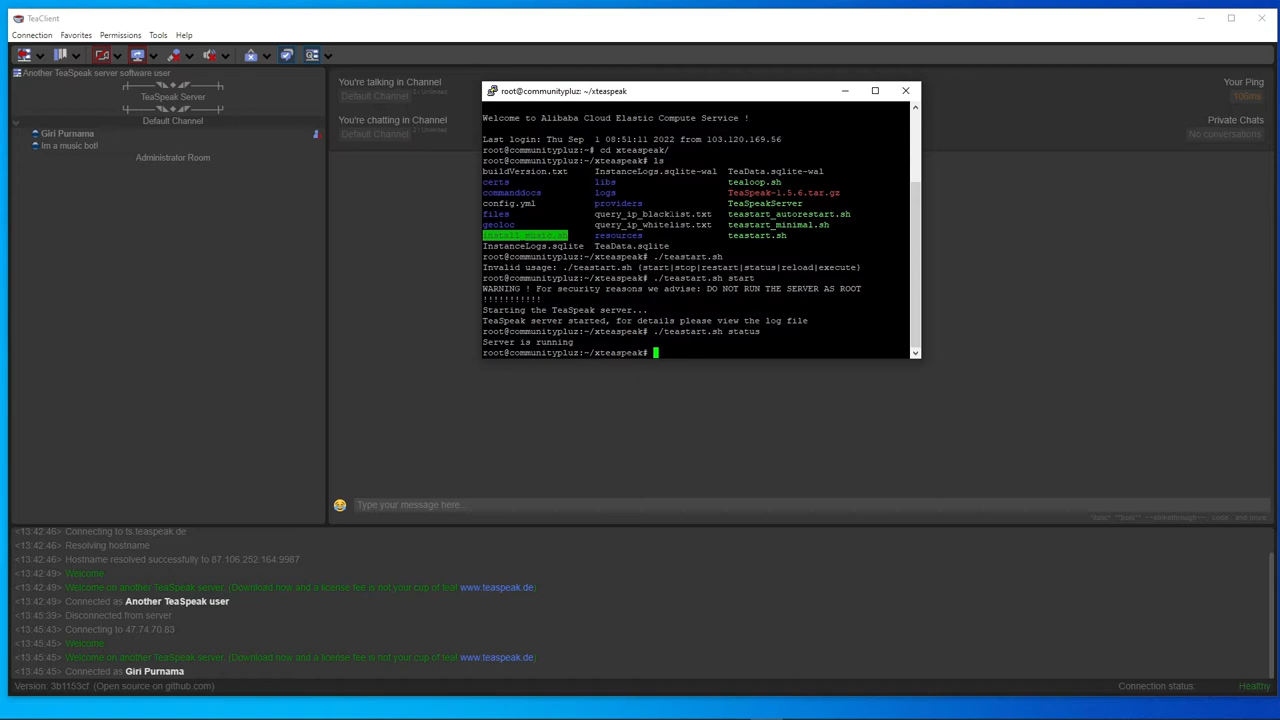 TeaClient
Connection Favorites Permissions Tools Help
Another TeaSpeak server software user
TeaSpeak Server
Default Channel
Giri Purnama
Im a music bot!
Administrator Room
You're talking in Channel
Default Channel
You're chatting in Channel
Default Channel
Your Ping
106ms
Private Chats
No conversations
root@communitypluz: ~/xteaspeak
Welcome to Alibaba Cloud Elastic Compute Service !
Last login: Thu Sep  1 08:51:11 2022 from 103.120.169.56
root@communitypluz:~# cd xteaspeak/
root@communitypluz:~/xteaspeak# ls
buildVersion.txt InstanceLogs.sqlite-wal TeaData.sqlite-wal
certs libs tealoop.sh
commanddocs logs TeaSpeak-1.5.6.tar.gz
config.yml providers TeaSpeakServer
files query_ip_blacklist.txt teastart_autorestart.sh
geoloc query_ip_whitelist.txt teastart_minimal.sh
install_music.sh resources teastart.sh
InstanceLogs.sqlite TeaData.sqlite
root@communitypluz:~/xteaspeak# ./teastart.sh
Invalid usage: ./teastart.sh {start|stop|restart|status|reload|execute}
root@communitypluz:~/xteaspeak# ./teastart.sh start
WARNING ! For security reasons we advise: DO NOT RUN THE SERVER AS ROOT
!!!!!!!!!!!
Starting the TeaSpeak server...
TeaSpeak server started, for details please view the log file
root@communitypluz:~/xteaspeak# ./teastart.sh status
Server is running
root@communitypluz:~/xteaspeak#
Type your message here...
<13:42:46> Connecting to ts.teaspeak.de
<13:42:46> Resolving hostname
<13:42:46> Hostname resolved successfully to 87.106.252.164:9987
<13:42:49> Welcome
<13:42:49> Welcome on another TeaSpeak server. (Download now and a license fee is not your cup of tea! www.teaspeak.de)
<13:42:49> Connected as Another TeaSpeak user
<13:45:39> Disconnected from server
<13:45:43> Connecting to 47.74.70.83
<13:45:45> Welcome
<13:45:45> Welcome on another TeaSpeak server. (Download now and a license fee is not your cup of tea! www.teaspeak.de)
<13:45:45> Connected as Giri Purnama
Version: 3b1153cf (Open source on github.com)
Connection status: Healthy